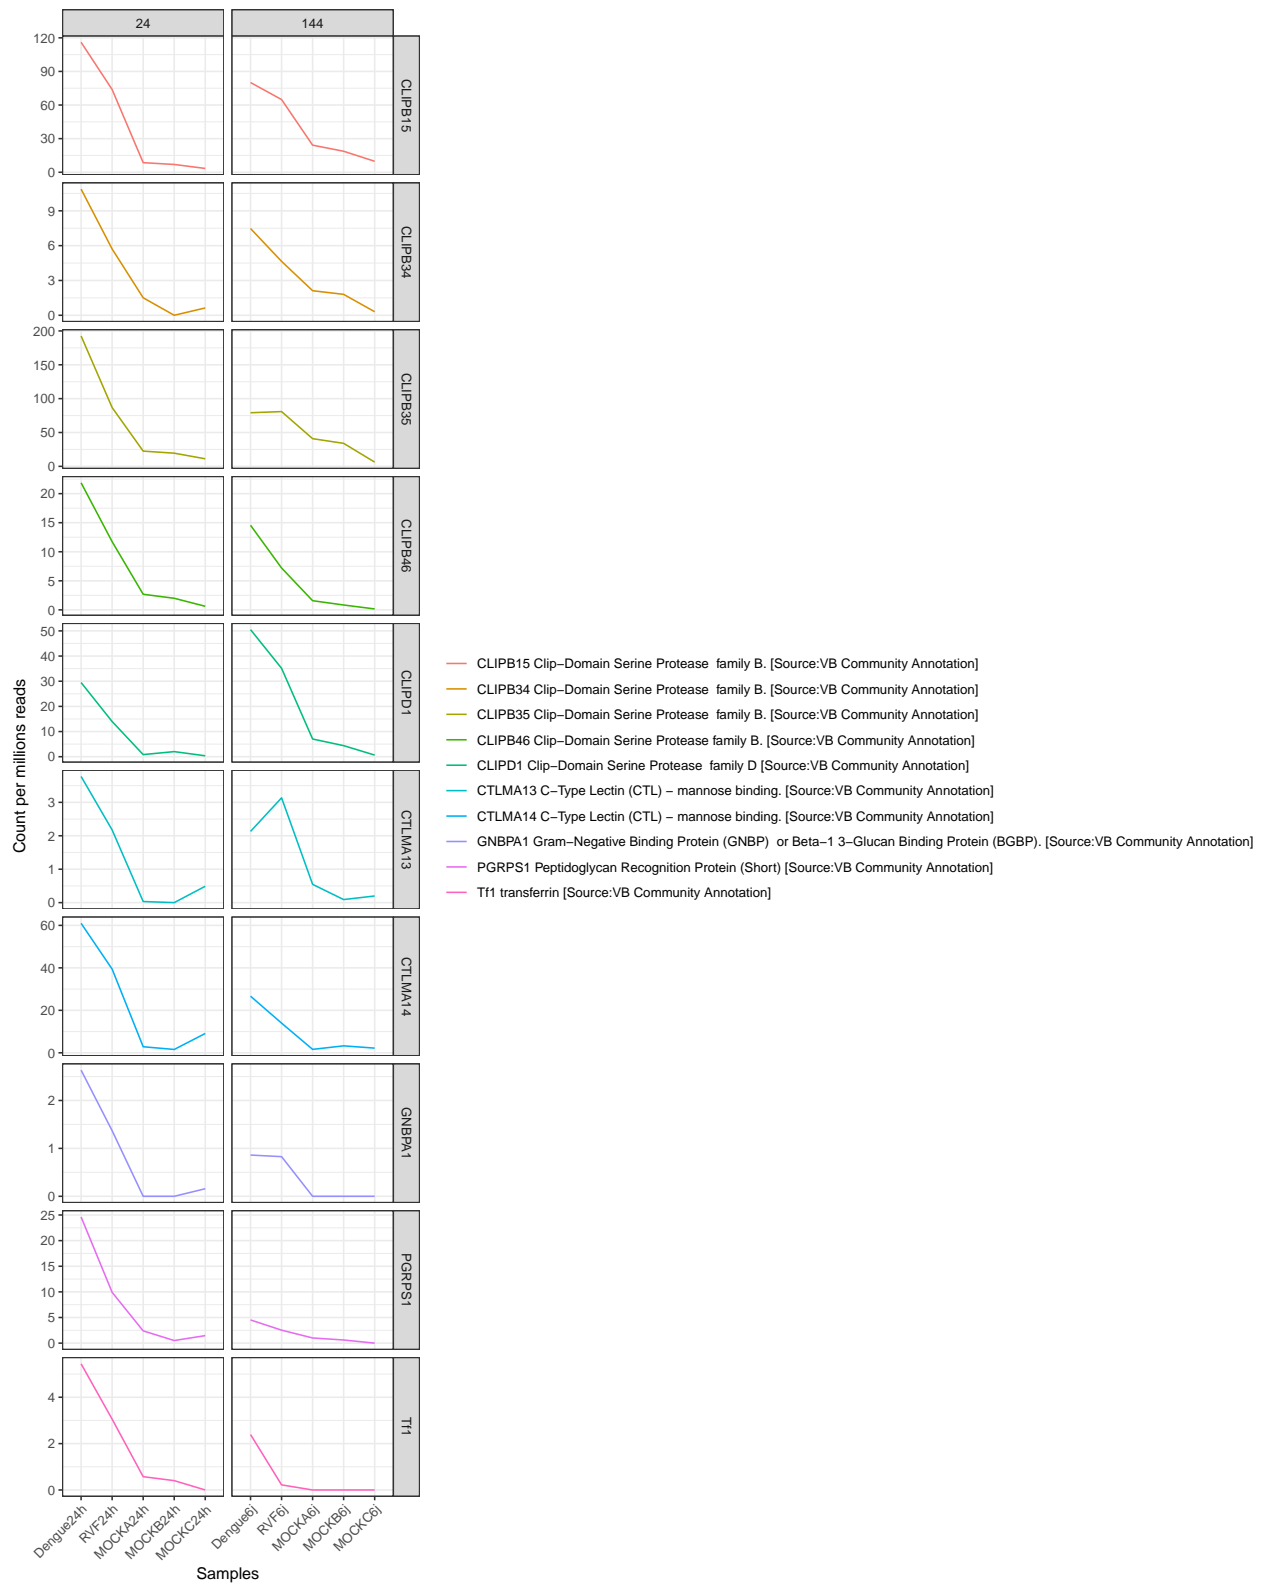 24
144
120
90
60
30
0
CLIPB15
9
6
3
0
CLIPB34
200
150
100
50
0
CLIPB35
20
15
10
5
0
CLIPB46
50
40
30
20
10
0
CLIPD1
3
2
1
0
CTLMA13
60
40
20
0
CTLMA14
2
1
0
GNBPA1
25
20
15
10
5
0
PGRPS1
4
2
0
Tf1
Count per millions reads
Dengue24h
RVF24h
MOCKA24h
MOCKB24h
MOCKC24h
Dengue6j
RVF6j
MOCKA6j
MOCKB6j
MOCKC6j
Samples
CLIPB15 Clip−Domain Serine Protease  family B. [Source:VB Community Annotation]
CLIPB34 Clip−Domain Serine Protease  family B. [Source:VB Community Annotation]
CLIPB35 Clip−Domain Serine Protease  family B. [Source:VB Community Annotation]
CLIPB46 Clip−Domain Serine Protease family B. [Source:VB Community Annotation]
CLIPD1 Clip−Domain Serine Protease  family D [Source:VB Community Annotation]
CTLMA13 C−Type Lectin (CTL) − mannose binding. [Source:VB Community Annotation]
CTLMA14 C−Type Lectin (CTL) − mannose binding. [Source:VB Community Annotation]
GNBPA1 Gram−Negative Binding Protein (GNBP)  or Beta−1 3−Glucan Binding Protein (BGBP). [Source:VB Community Annotation]
PGRPS1 Peptidoglycan Recognition Protein (Short) [Source:VB Community Annotation]
Tf1 transferrin [Source:VB Community Annotation]